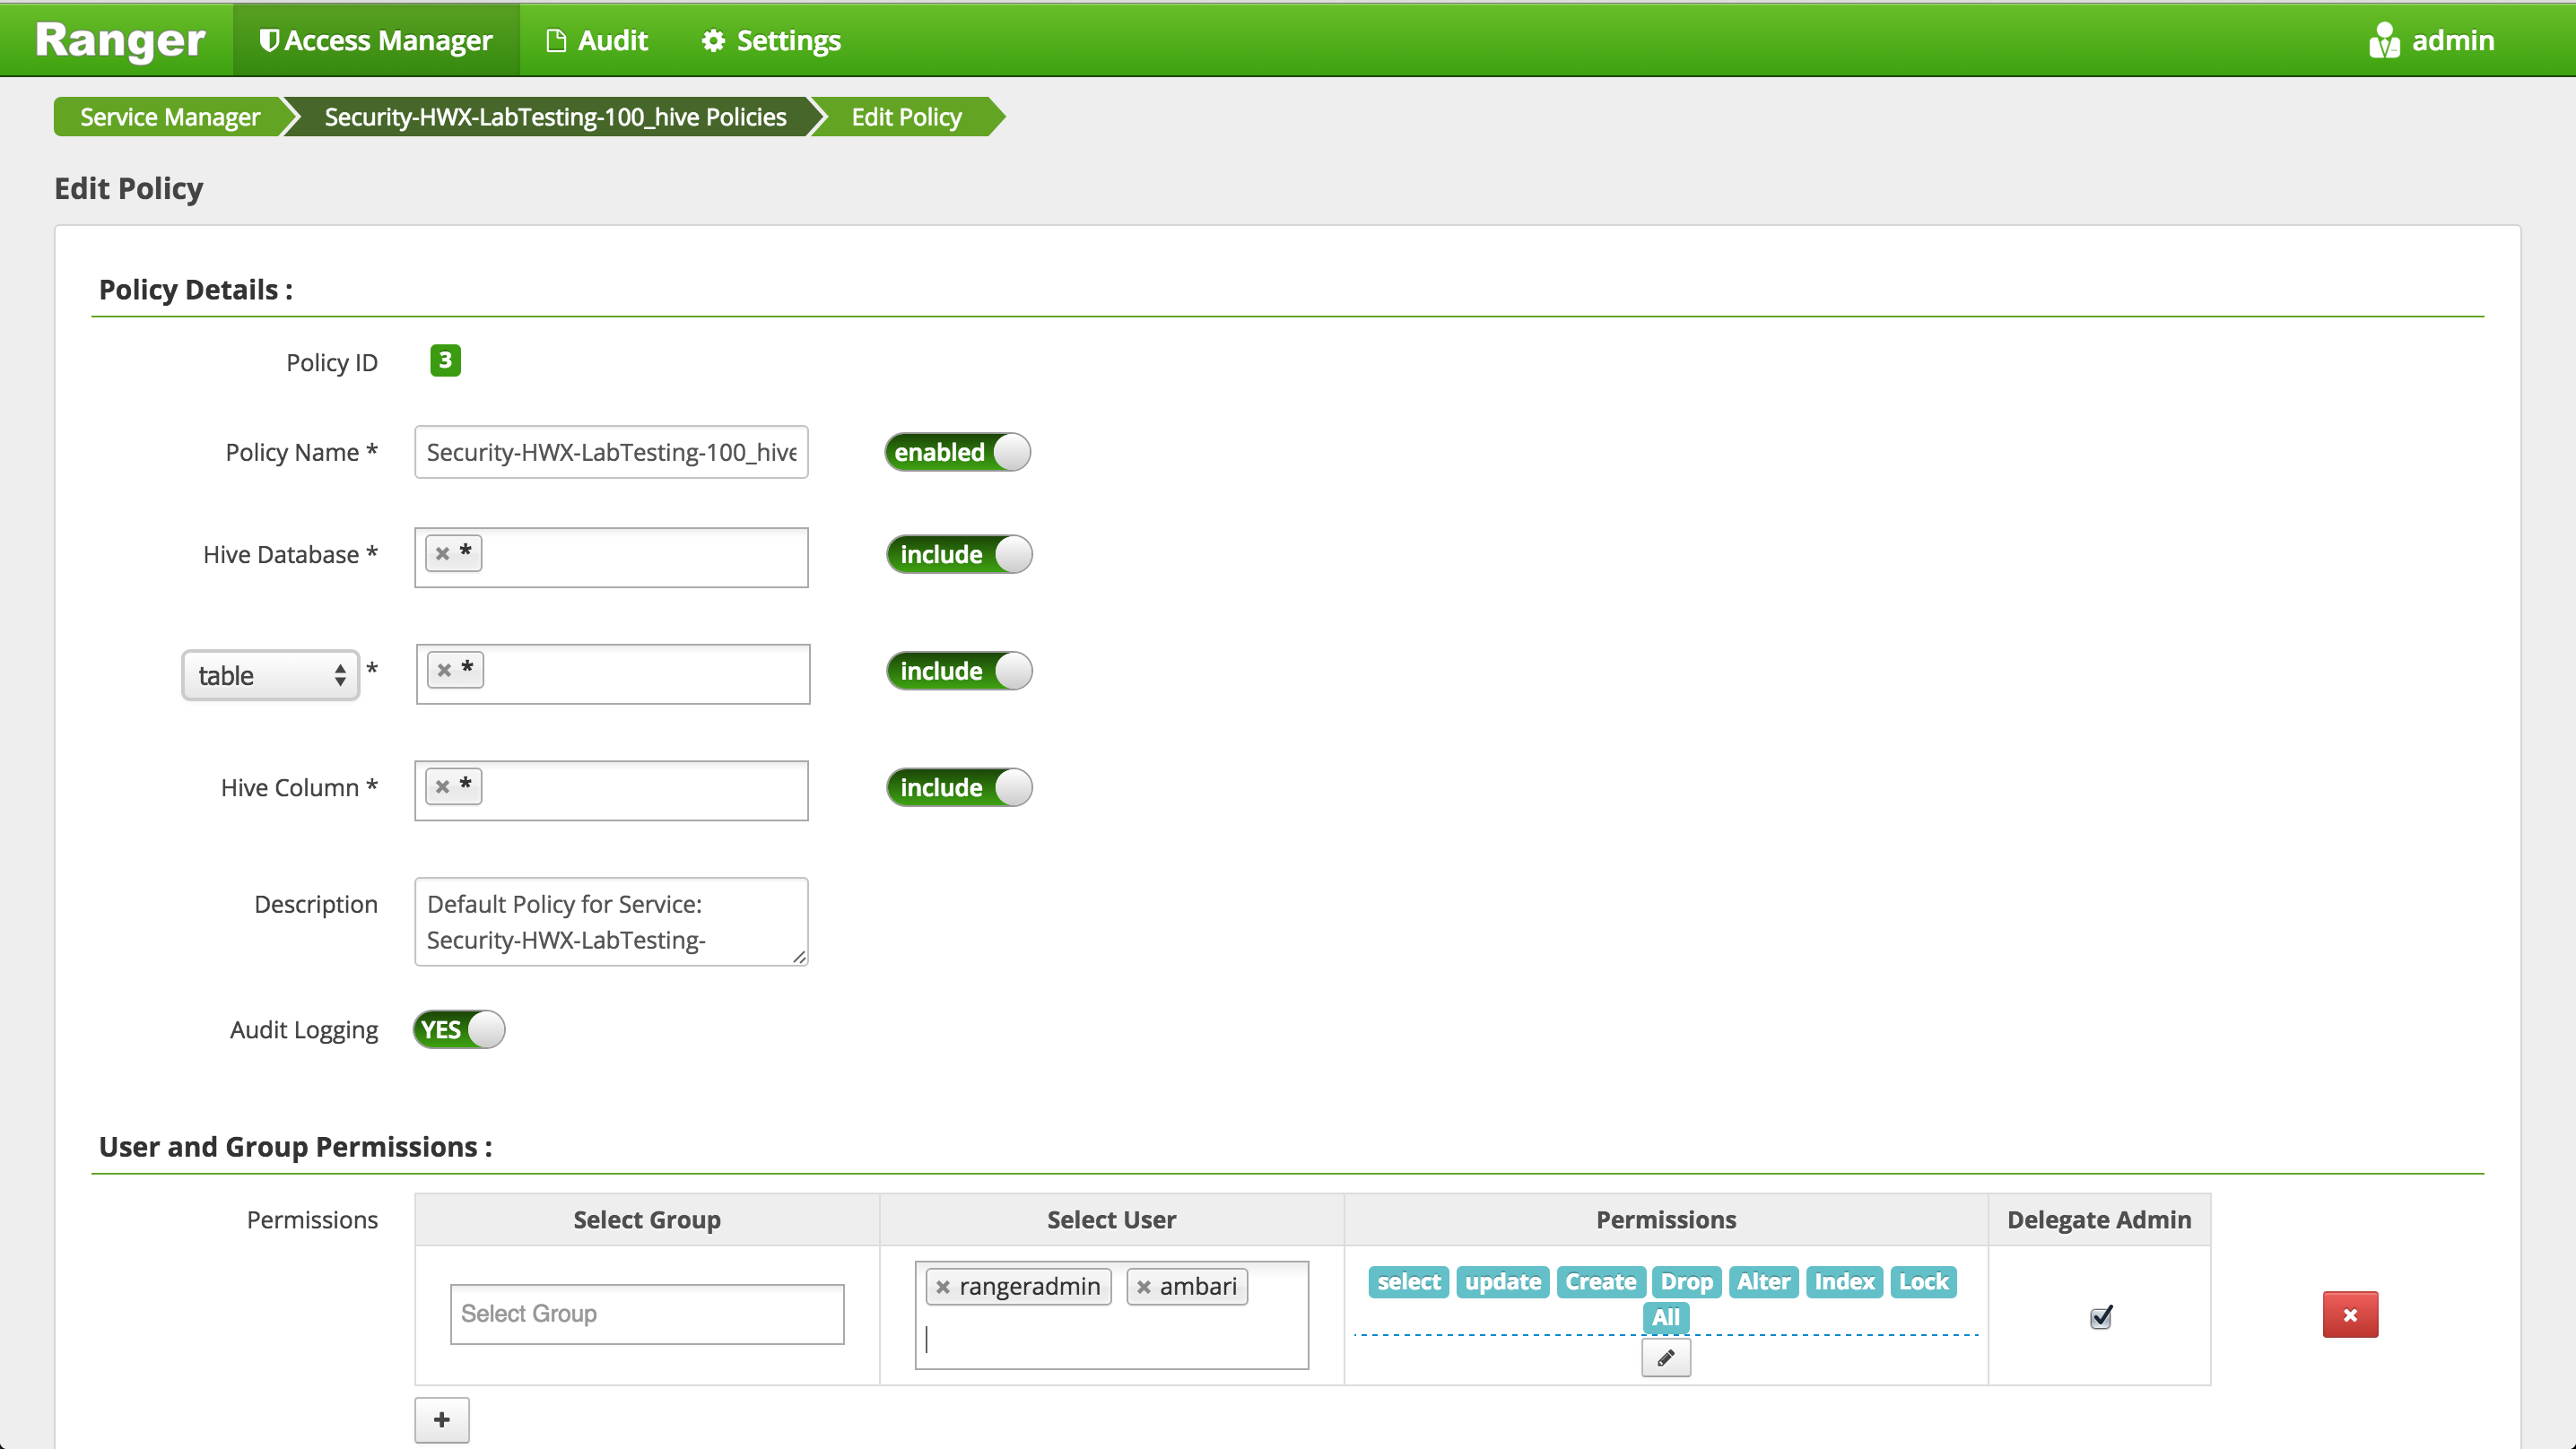 Ranger Access Manager Audit Settings admin
Service Manager Security-HWX-LabTesting-100_hive Policies Edit Policy
Edit Policy
Policy Details :
Policy ID 3
Policy Name * Security-HWX-LabTesting-100_hive enabled
Hive Database * × * include
table * × * include
Hive Column * × * include
Description Default Policy for Service:
Security-HWX-LabTesting-
Audit Logging YES
User and Group Permissions :
Permissions Select Group Select User Permissions Delegate Admin
Select Group × rangeradmin × ambari select update Create Drop Alter Index Lock
All
+